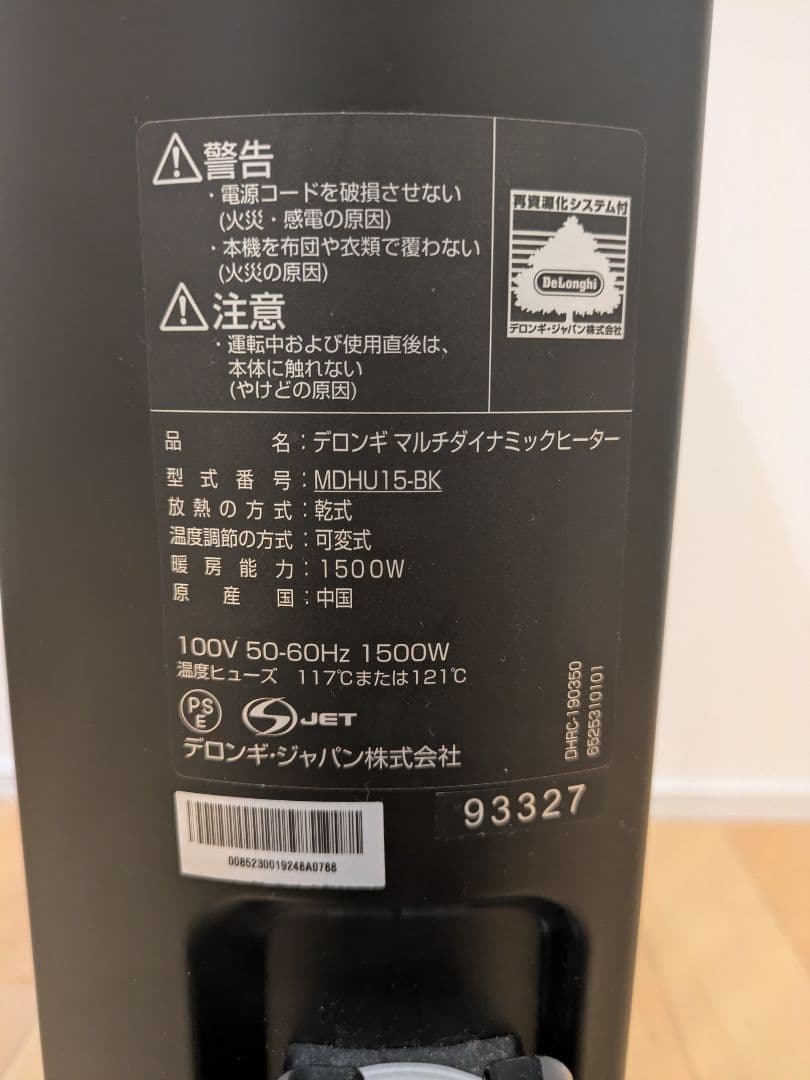 警告
・電源コードを破損させない
(火災・感電の原因)
・本機を布団や衣類で覆わない
(火災の原因)
注意
・運転中および使用直後は、
本体に触れない
(やけどの原因)
再資源化システム付
DeLonghi
デロンギ・ジャパン株式会社
品名：デロンギ マルチダイナミックヒーター
型式番号：MDHU15-BK
放熱の方式：乾式
温度調節の方式：可変式
暖房能力：1500W
原産国：中国
100V 50-60Hz 1500W
温度ヒューズ 117℃または121℃
PSE
S JET
デロンギ・ジャパン株式会社
DHRC-190350
6525310101
93327
0085230019246A0788